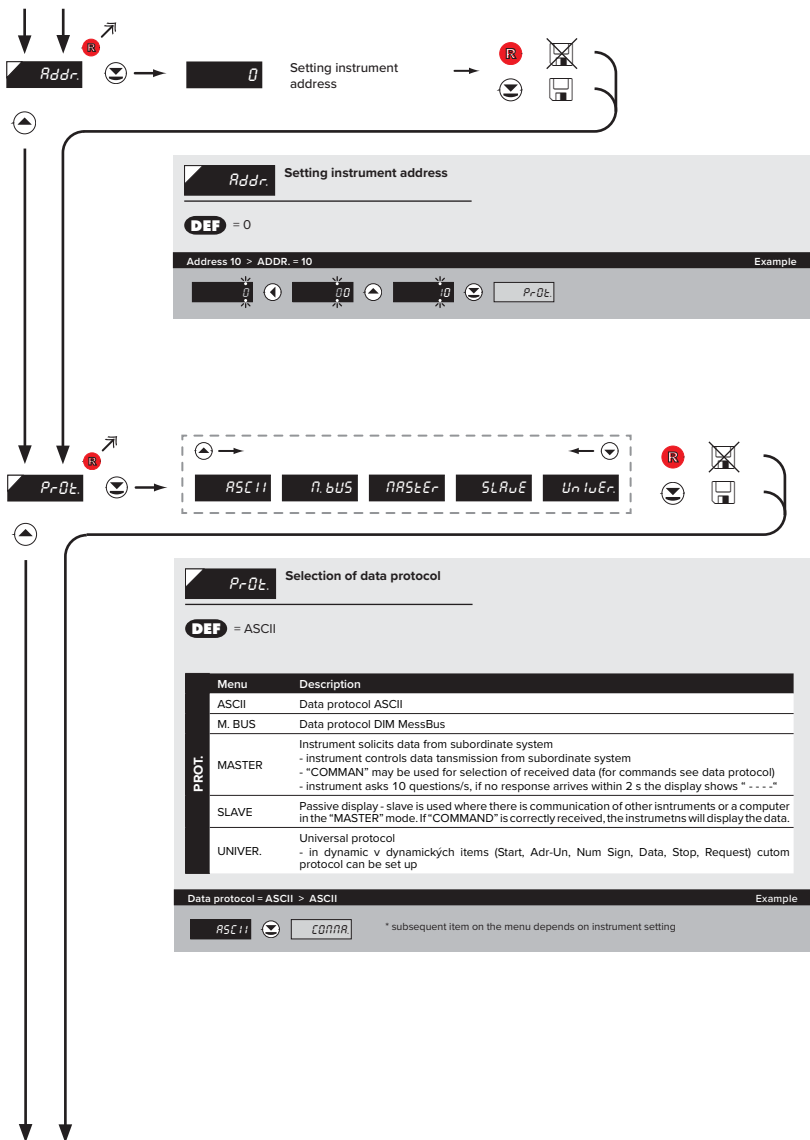 R
Addr.
0
Setting instrument
address
R
Addr.
Setting instrument address
DEF = 0
Address 10 > ADDR. = 10 Example
0 00 10 Pr0t.
R
Pr0t.
ASCII M.bUS MAStEr SLAvE UnIvEr.
R
Pr0t.
Selection of data protocol
DEF = ASCII
PROT.
Menu Description
ASCII Data protocol ASCII
M. BUS Data protocol DIM MessBus
MASTER
Instrument solicits data from subordinate system
- instrument controls data tansmission from subordinate system
- “COMMAN” may be used for selection of received data (for commands see data protocol)
- instrument asks 10 questions/s, if no response arrives within 2 s the display shows “ - - - -“
SLAVE
Passive display - slave is used where there is communication of other isntruments or a computer
in the “MASTER” mode. If “COMMAND” is correctly received, the instrumetns will display the data.
UNIVER.
Universal protocol
- in dynamic v dynamických items (Start, Adr-Un, Num Sign, Data, Stop, Request) cutom
protocol can be set up
Data protocol = ASCII > ASCII Example
ASCII COMMA. * subsequent item on the menu depends on instrument setting